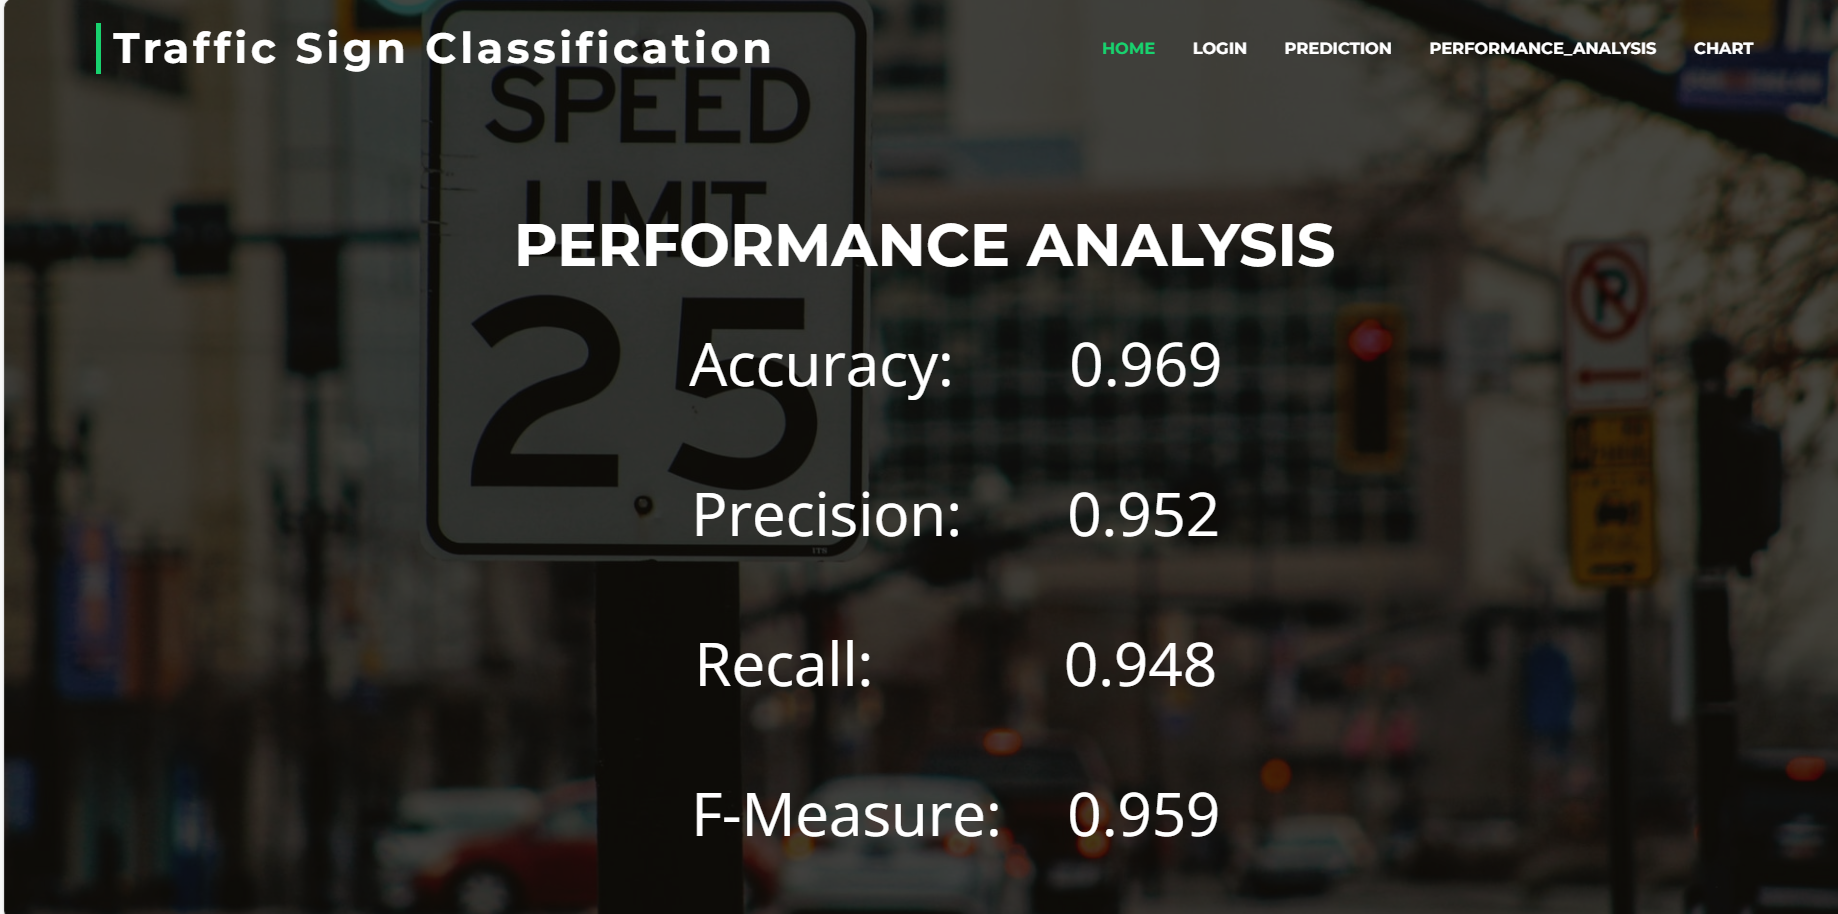 Traffic Sign Classification
HOME LOGIN PREDICTION PERFORMANCE_ANALYSIS CHART
SPEED
LIMIT
25
PERFORMANCE ANALYSIS
Accuracy: 0.969
Precision: 0.952
Recall: 0.948
F-Measure: 0.959